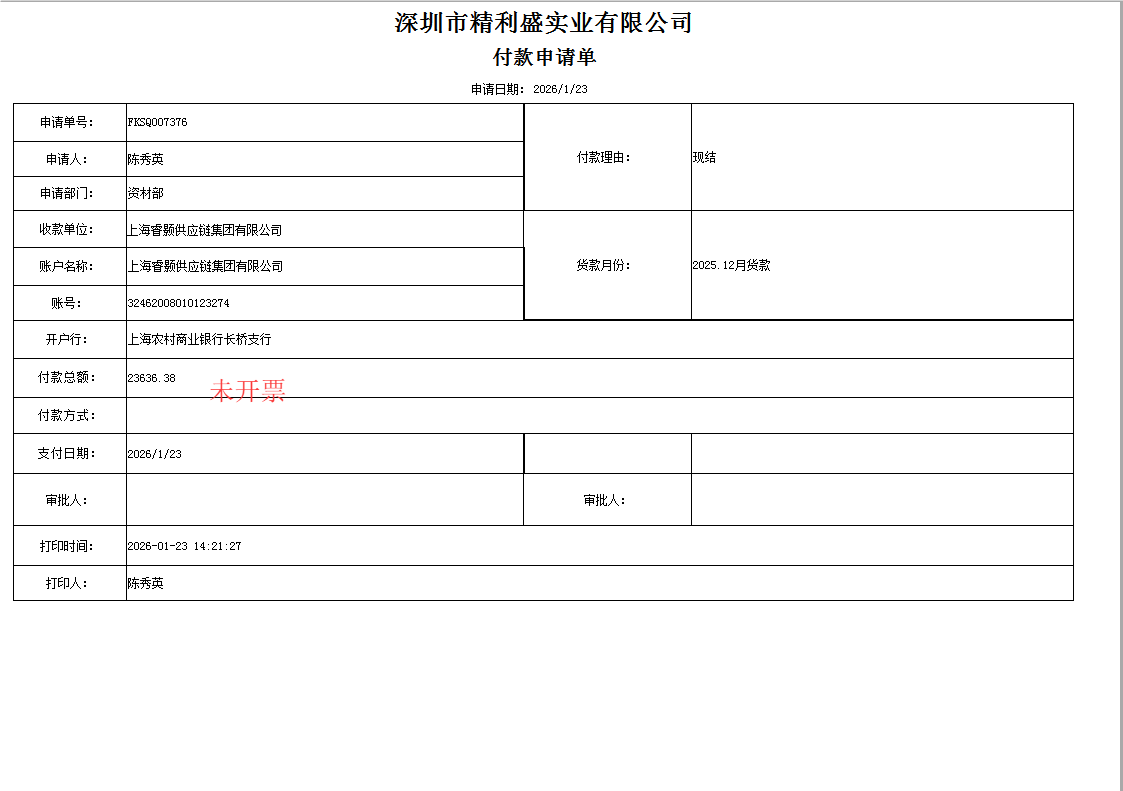 深圳市精利盛实业有限公司
付款申请单
申请日期: 2026/1/23
申请单号: FKSQ007376
付款理由: 现结
申请人: 陈秀英
申请部门: 资材部
收款单位: 上海睿颢供应链集团有限公司
货款月份: 2025.12月货款
账户名称: 上海睿颢供应链集团有限公司
账号: 32462008010123274
开户行: 上海农村商业银行长桥支行
付款总额: 23636.38
未开票
付款方式:
支付日期: 2026/1/23
审批人: 审批人:
打印时间: 2026-01-23 14:21:27
打印人: 陈秀英